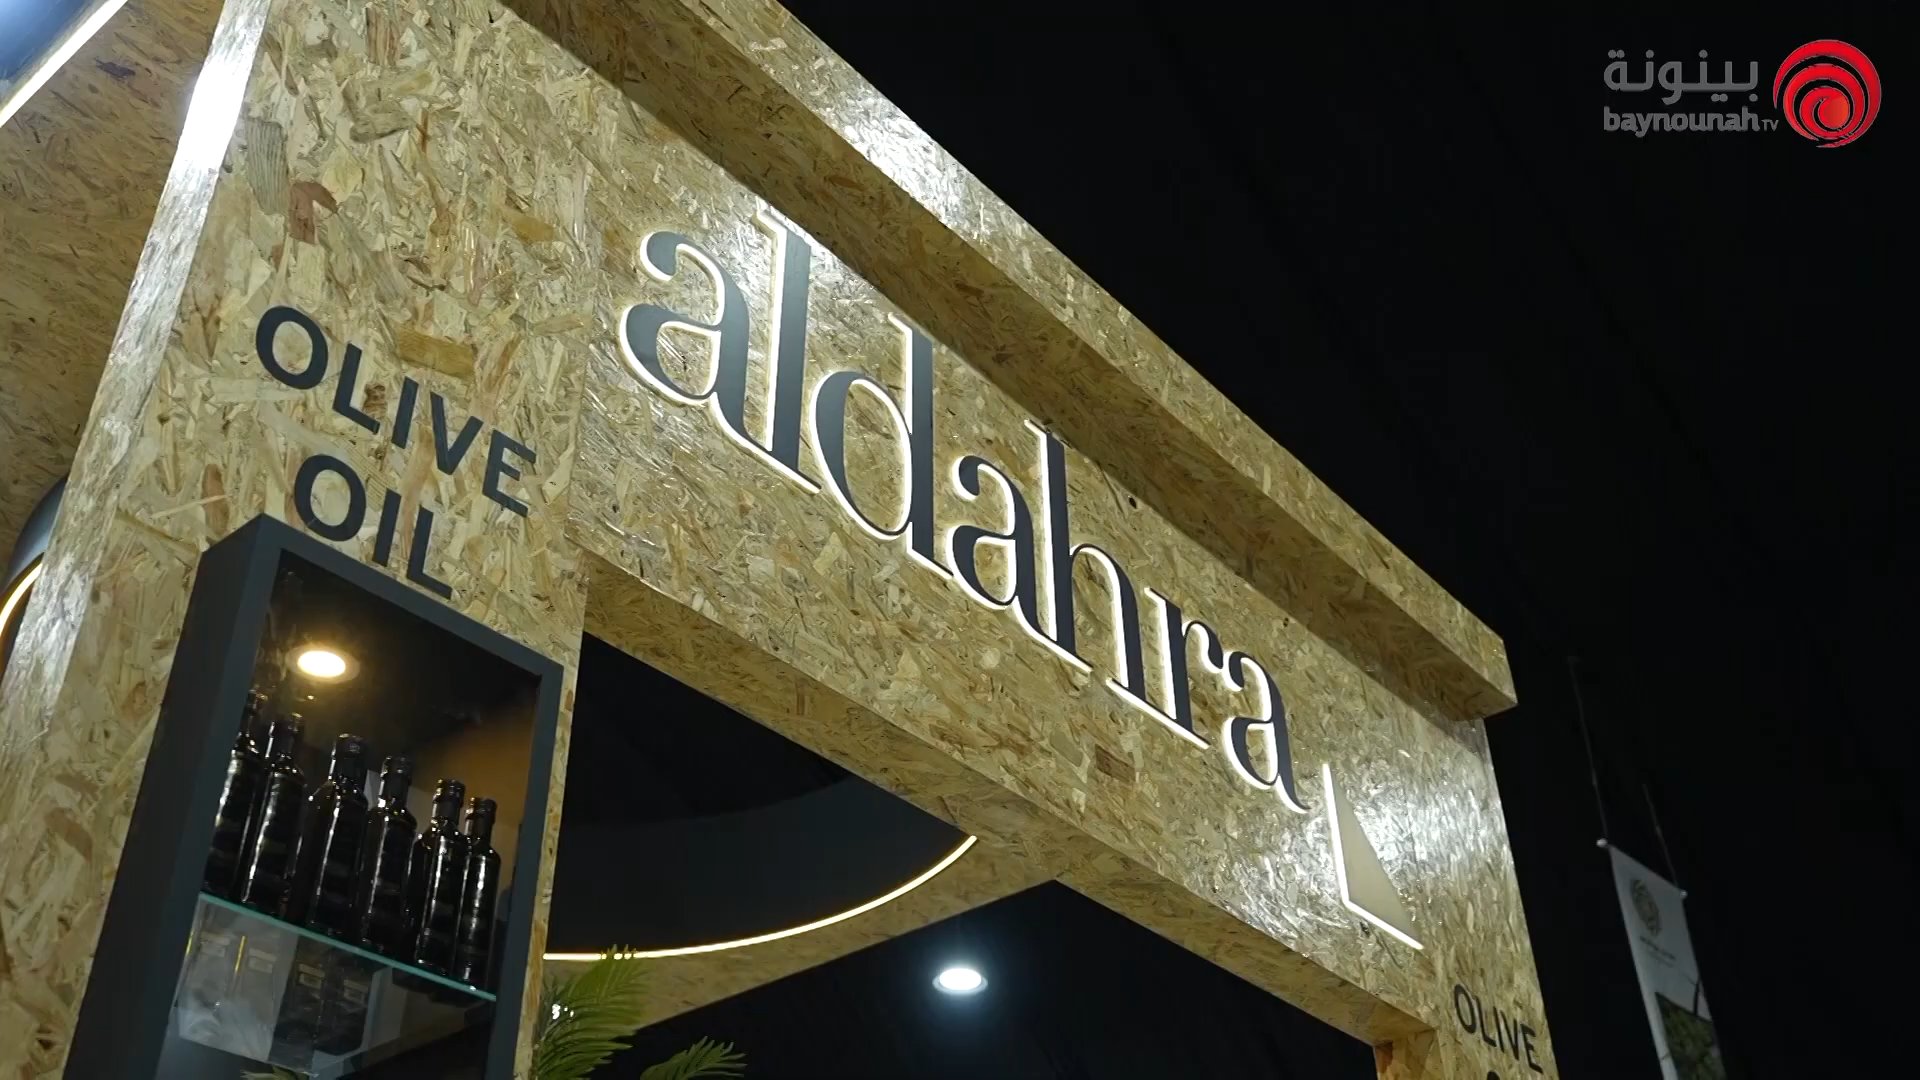 بينونة
baynounah TV
aldahra
OLIVE
OIL
OLIVE